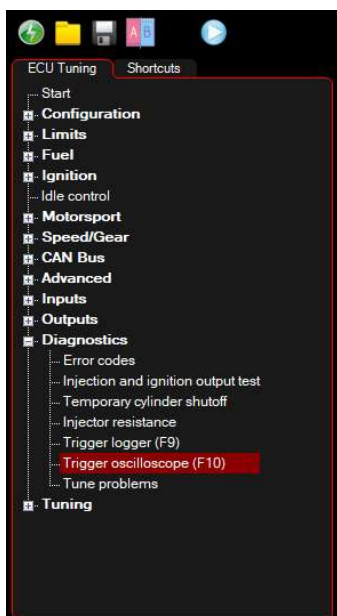 A B
ECU Tuning Shortcuts
Start
Configuration
Limits
Fuel
Ignition
Idle control
Motorsport
Speed/Gear
CAN Bus
Advanced
Inputs
Outputs
Diagnostics
Error codes
Injection and ignition output test
Temporary cylinder shutoff
Injector resistance
Trigger logger (F9)
Trigger oscilloscope (F10)
Tune problems
Tuning